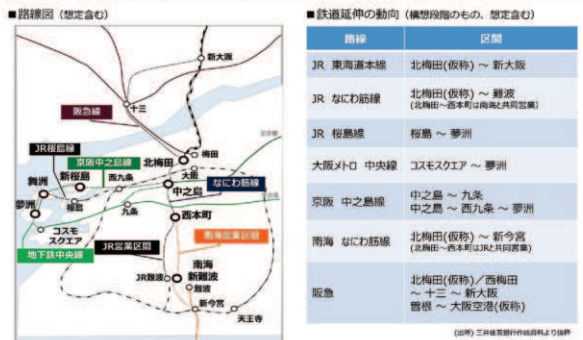 ■路線図（想定含む）
新大阪
十三
阪急線
JR桜島線
北梅田
梅田
京阪中之島線
大阪
新桜島
西九条
舞洲
中之島
なにわ筋線
夢洲
桜島
九条
西本町
コスモ
スクエア
南海営業区間
JR営業区間
地下鉄中央線
南海
新難波
JR難波
難波
新今宮
天王寺
■鉄道延伸の動向（構想段階のもの、想定含む）
路線 区間
JR 東海道本線 北梅田(仮称) ～ 新大阪
JR なにわ筋線 北梅田(仮称) ～ 難波
(北梅田～西本町は南海と共同営業)
JR 桜島線 桜島 ～ 夢洲
大阪メトロ 中央線 コスモスクエア ～ 夢洲
京阪 中之島線 中之島 ～ 九条
中之島 ～ 西九条 ～ 夢洲
南海 なにわ筋線 北梅田(仮称) ～ 新今宮
(北梅田～西本町はJRと共同営業)
阪急 北梅田(仮称)／西梅田
～ 十三 ～ 新大阪
曽根 ～ 大阪空港(仮称)
(出所) 三井住友銀行作成資料より抜粋